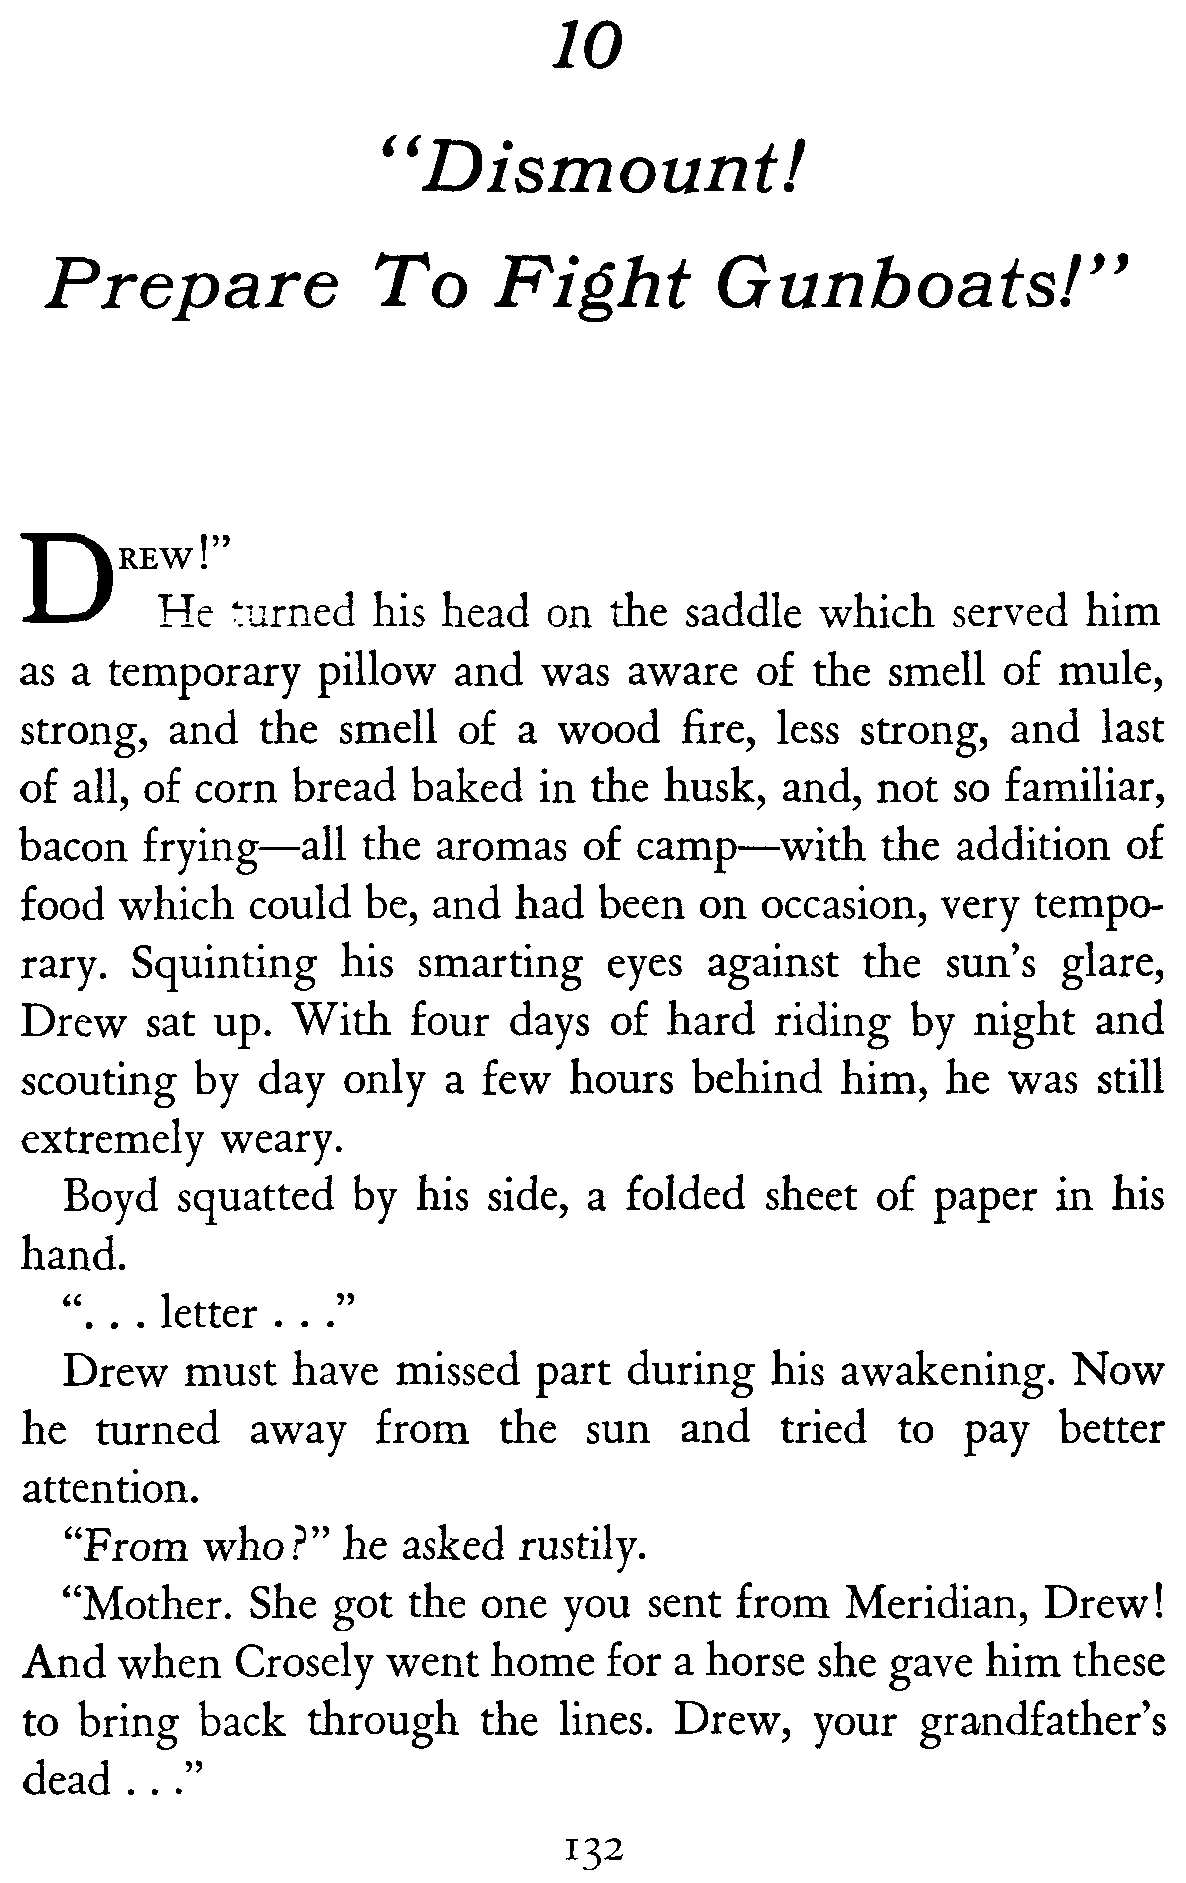 10
“Dismount!
Prepare To Fight Gunboats!”
DREW!”
He turned his head on the saddle which served him
as a temporary pillow and was aware of the smell of mule,
strong, and the smell of a wood fire, less strong, and last
of all, of corn bread baked in the husk, and, not so familiar,
bacon frying—all the aromas of camp—with the addition of
food which could be, and had been on occasion, very tempo-
rary. Squinting his smarting eyes against the sun’s glare,
Drew sat up. With four days of hard riding by night and
scouting by day only a few hours behind him, he was still
extremely weary.
Boyd squatted by his side, a folded sheet of paper in his
hand.
“. . . letter . . .”
Drew must have missed part during his awakening. Now
he turned away from the sun and tried to pay better
attention.
“From who?” he asked rustily.
“Mother. She got the one you sent from Meridian, Drew!
And when Crosely went home for a horse she gave him these
to bring back through the lines. Drew, your grandfather’s
dead . . .”
132